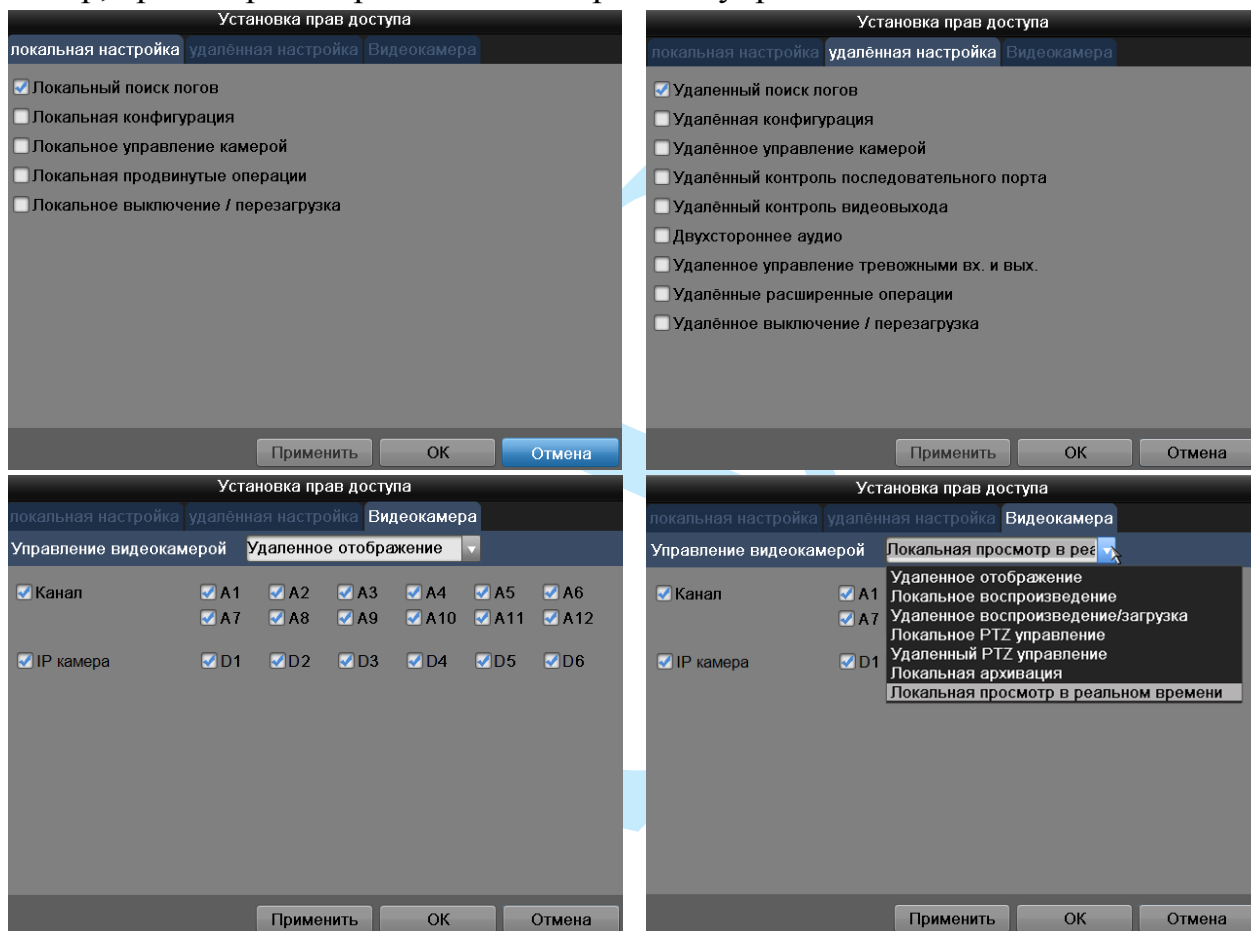 Установка прав доступа
локальная настройка удалённая настройка Видеокамера
Локальный поиск логов
Локальная конфигурация
Локальное управление камерой
Локальная продвинутые операции
Локальное выключение / перезагрузка
Применить OK Отмена
Установка прав доступа
локальная настройка удалённая настройка Видеокамера
Удаленный поиск логов
Удалённая конфигурация
Удалённое управление камерой
Удалённый контроль последовательного порта
Удалённый контроль видеовыхода
Двухстороннее аудио
Удаленное управление тревожными вх. и вых.
Удалённые расширенные операции
Удалённое выключение / перезагрузка
Применить OK Отмена
Установка прав доступа
локальная настройка удалённая настройка Видеокамера
Управление видеокамерой Удаленное отображение
Канал A1 A2 A3 A4 A5 A6
A7 A8 A9 A10 A11 A12
IP камера D1 D2 D3 D4 D5 D6
Применить OK Отмена
Установка прав доступа
локальная настройка удалённая настройка Видеокамера
Управление видеокамерой Локальная просмотр в реа
Удаленное отображение
Канал A1
Локальное воспроизведение
A7
Удаленное воспроизведение/загрузка
Локальное PTZ управление
Удаленный PTZ управление
IP камера D1
Локальная архивация
Локальная просмотр в реальном времени
Применить OK Отмена